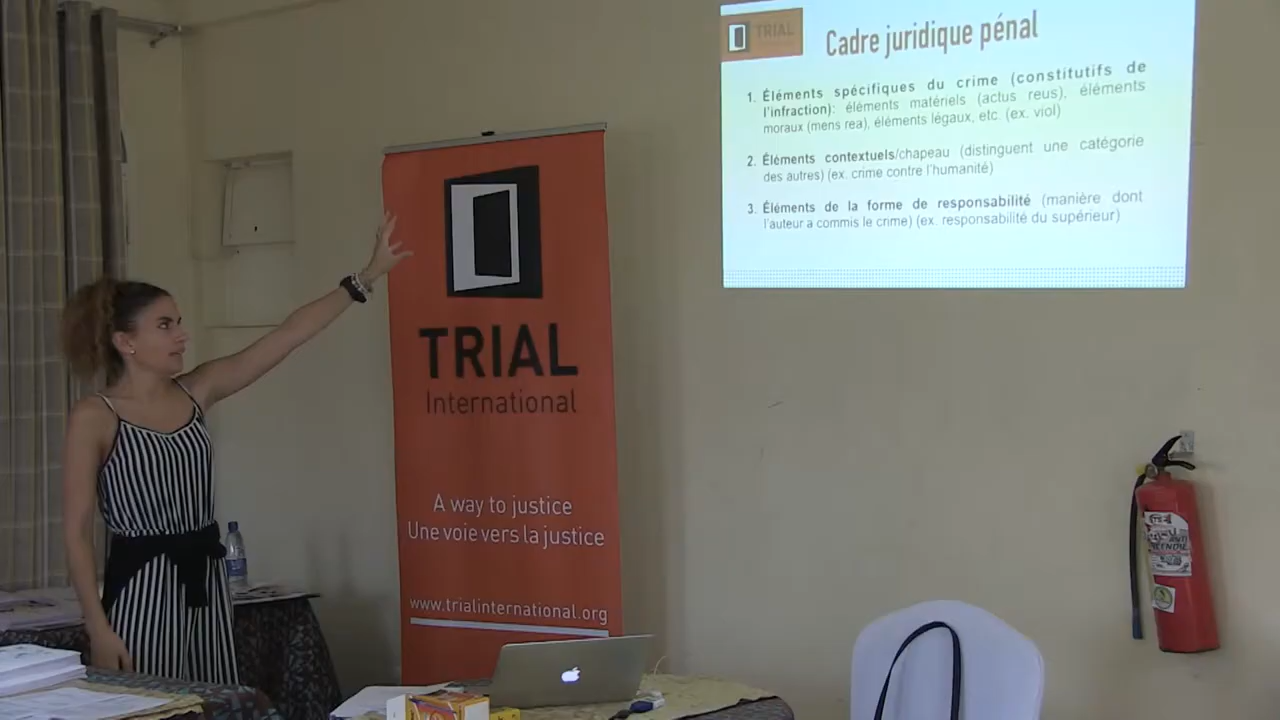 TRIAL
Cadre juridique pénal
1. Éléments spécifiques du crime (constitutifs de
l'infraction): éléments matériels (actus reus), éléments
moraux (mens rea), éléments légaux, etc. (ex. viol)
2. Éléments contextuels/chapeau (distinguent une catégorie
des autres) (ex. crime contre l'humanité)
3. Éléments de la forme de responsabilité (manière dont
l'auteur a commis le crime) (ex. responsabilité du supérieur)
TRIAL
International
A way to justice
Une voie vers la justice
www.trialinternational.org